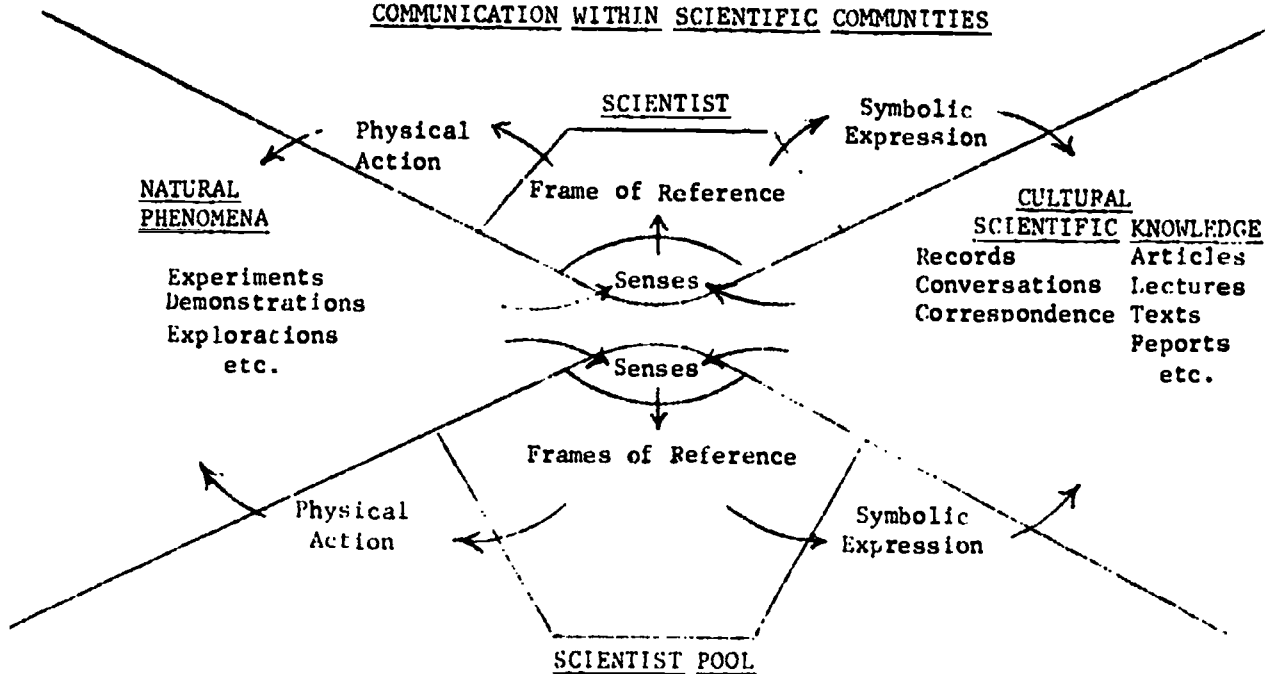 COMMUNICATION WITHIN SCIENTIFIC COMMUNITIES
SCIENTIST
Physical
Action
Symbolic
Expression
Frame of Reference
NATURAL
PHENOMENA
Experiments
Demonstrations
Explorations
etc.
Senses
CULTURAL
SCIENTIFIC KNOWLEDGE
Records Articles
Conversations Lectures
Correspondence Texts
Peports
etc.
Senses
Frames of Reference
Physical
Action
Symbolic
Expression
SCIENTIST POOL